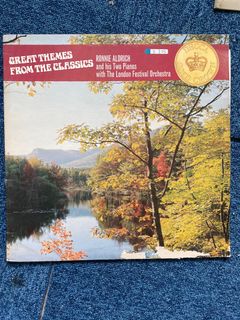 GREAT THEMES
FROM THE CLASSICS
RONNIE ALDRICH
and his Two Pianos
with The London Festival Orchestra